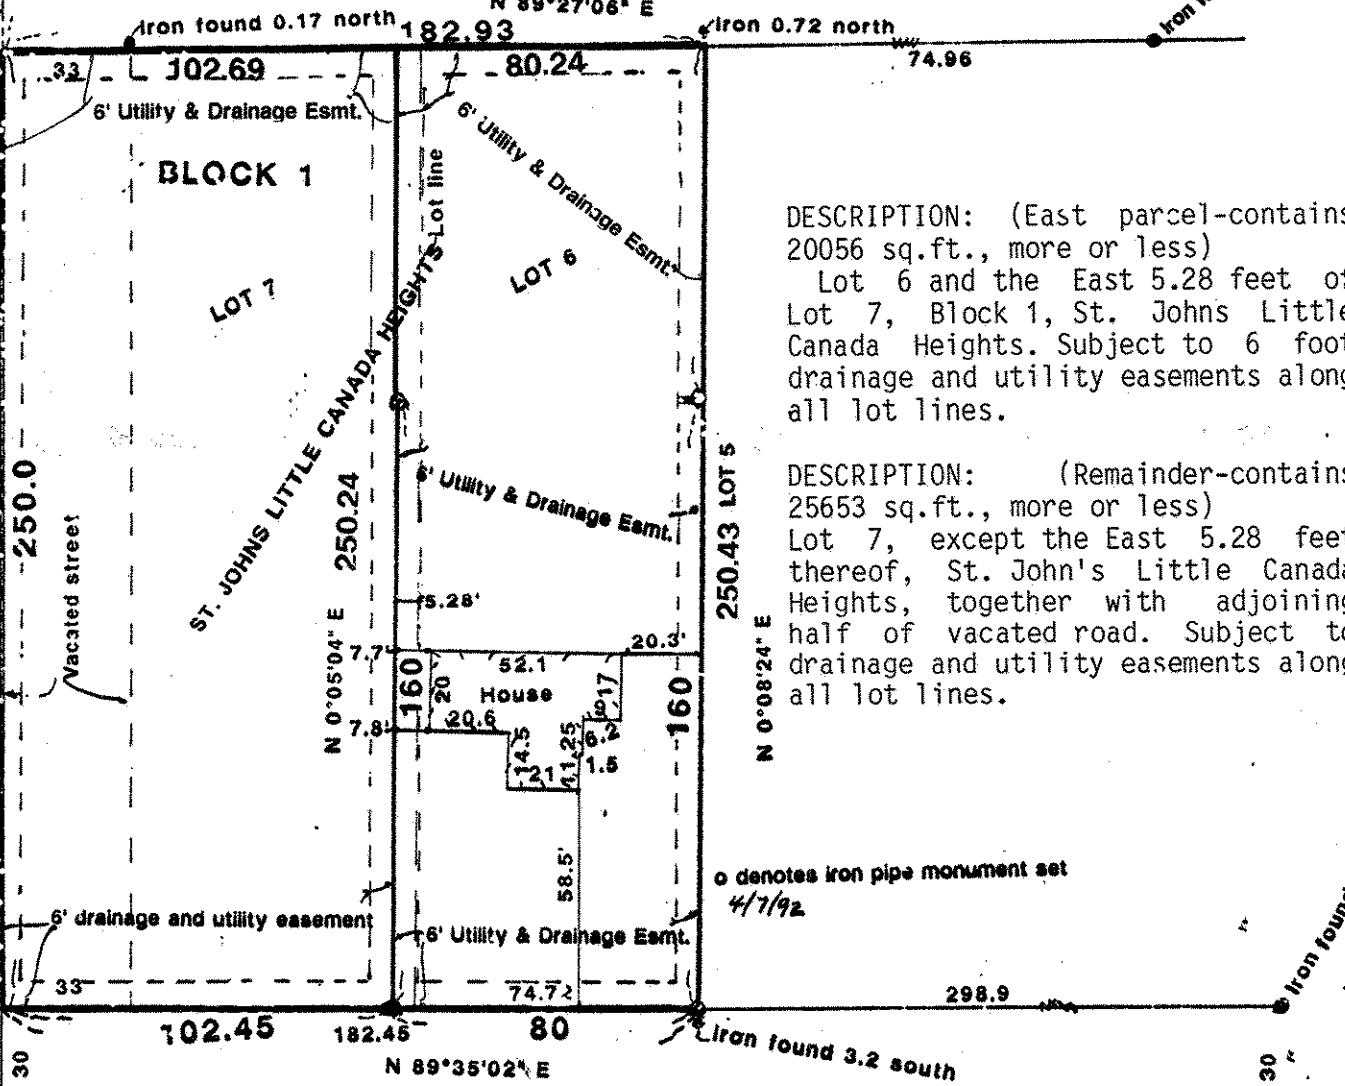 N 89°27'06" E
Iron found 0.17 north
182.93
Iron 0.72 north
74.96
33
102.69
80.24
6' Utility & Drainage Esmt.
6' Utility & Drainage Esmt.
BLOCK 1
Lot line
LOT 7
LOT 6
ST. JOHNS LITTLE CANADA HEIGHTS
DESCRIPTION: (East parcel-contains
20056 sq.ft., more or less)
Lot 6 and the East 5.28 feet of
Lot 7, Block 1, St. Johns Little
Canada Heights. Subject to 6 foot
drainage and utility easements along
all lot lines.
250.0
Vacated street
250.24
6' Utility & Drainage Esmt.
250.43 LOT 5
DESCRIPTION: (Remainder-contains
25653 sq.ft., more or less)
Lot 7, except the East 5.28 feet
thereof, St. John's Little Canada
Heights, together with adjoining
half of vacated road. Subject to
drainage and utility easements along
all lot lines.
5.28'
N 0°05'04" E
N 0°08'24" E
7.7'
52.1
20.3'
160
20
House
17
160
7.8'
20.6
6.2
14.5
21
11.25
1.5
58.5'
o denotes iron pipe monument set
4/7/92
6' drainage and utility easement
6' Utility & Drainage Esmt.
33
74.72
298.9
Iron found
102.45
182.45
80
Iron found 3.2 south
N 89°35'02" E
30
30